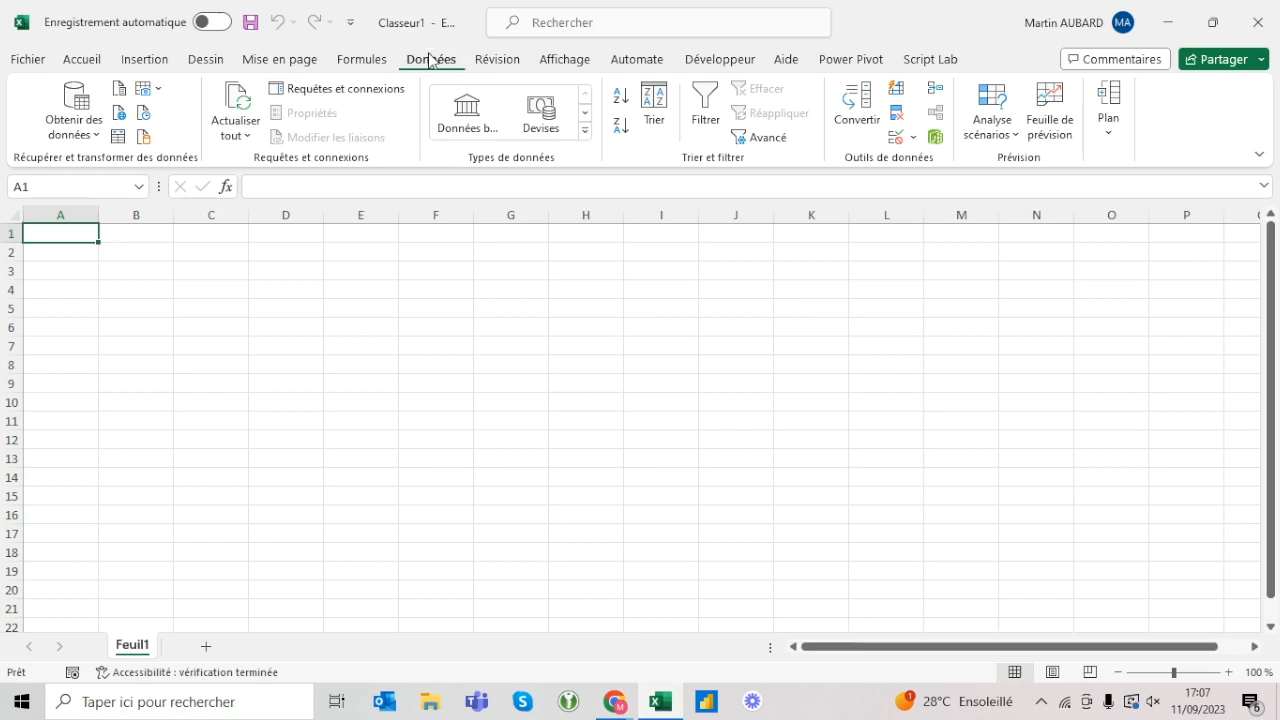 Enregistrement automatique
Classeur1 - E...
Rechercher
Martin AUBARD
MA
Fichier Accueil Insertion Dessin Mise en page Formules Données Révision Affichage Automate Développeur Aide Power Pivot Script Lab
Commentaires
Partager
Obtenir des
données
Récupérer et transformer des données
Actualiser
tout
Requêtes et connexions
Propriétés
Modifier les liaisons
Requêtes et connexions
Données b...
Devises
Types de données
Trier
Filtrer
Effacer
Réappliquer
Avancé
Trier et filtrer
Convertir
Outils de données
Analyse
scénarios
Feuille de
prévision
Prévision
Plan
A1
fx
A B C D E F G H I J K L M N O P
1
2
3
4
5
6
7
8
9
10
11
12
13
14
15
16
17
18
19
20
21
22
Feuil1
Prêt
Accessibilité : vérification terminée
100 %
Taper ici pour rechercher
28°C Ensoleillé
17:07
11/09/2023
6